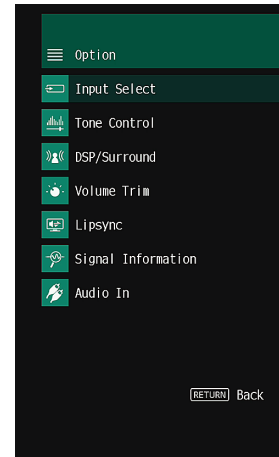 Option
Input Select
Tone Control
DSP/Surround
Volume Trim
Lipsync
Signal Information
Audio In
RETURN Back